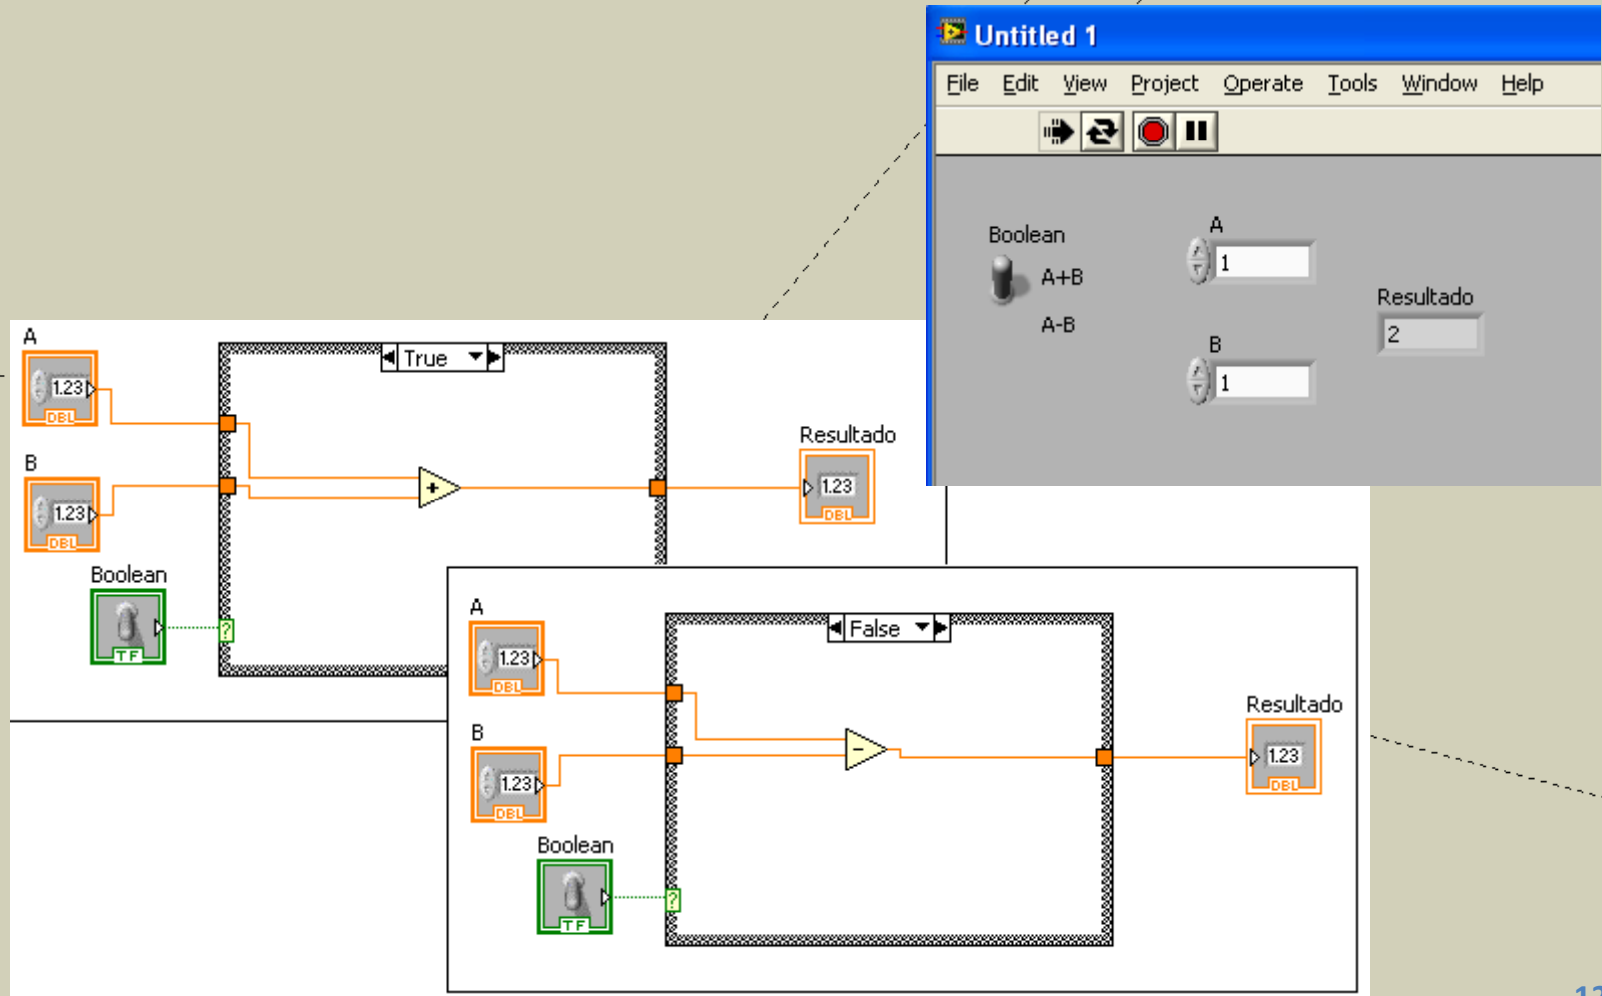 Untitled 1
File Edit View Project Operate Tools Window Help
Boolean
A+B
A-B
A
1
B
1
Resultado
2
A
1.23
DBL
B
1.23
DBL
Boolean
TF
?
True
+
Resultado
1.23
DBL
A
1.23
DBL
B
1.23
DBL
Boolean
TF
?
False
-
Resultado
1.23
DBL